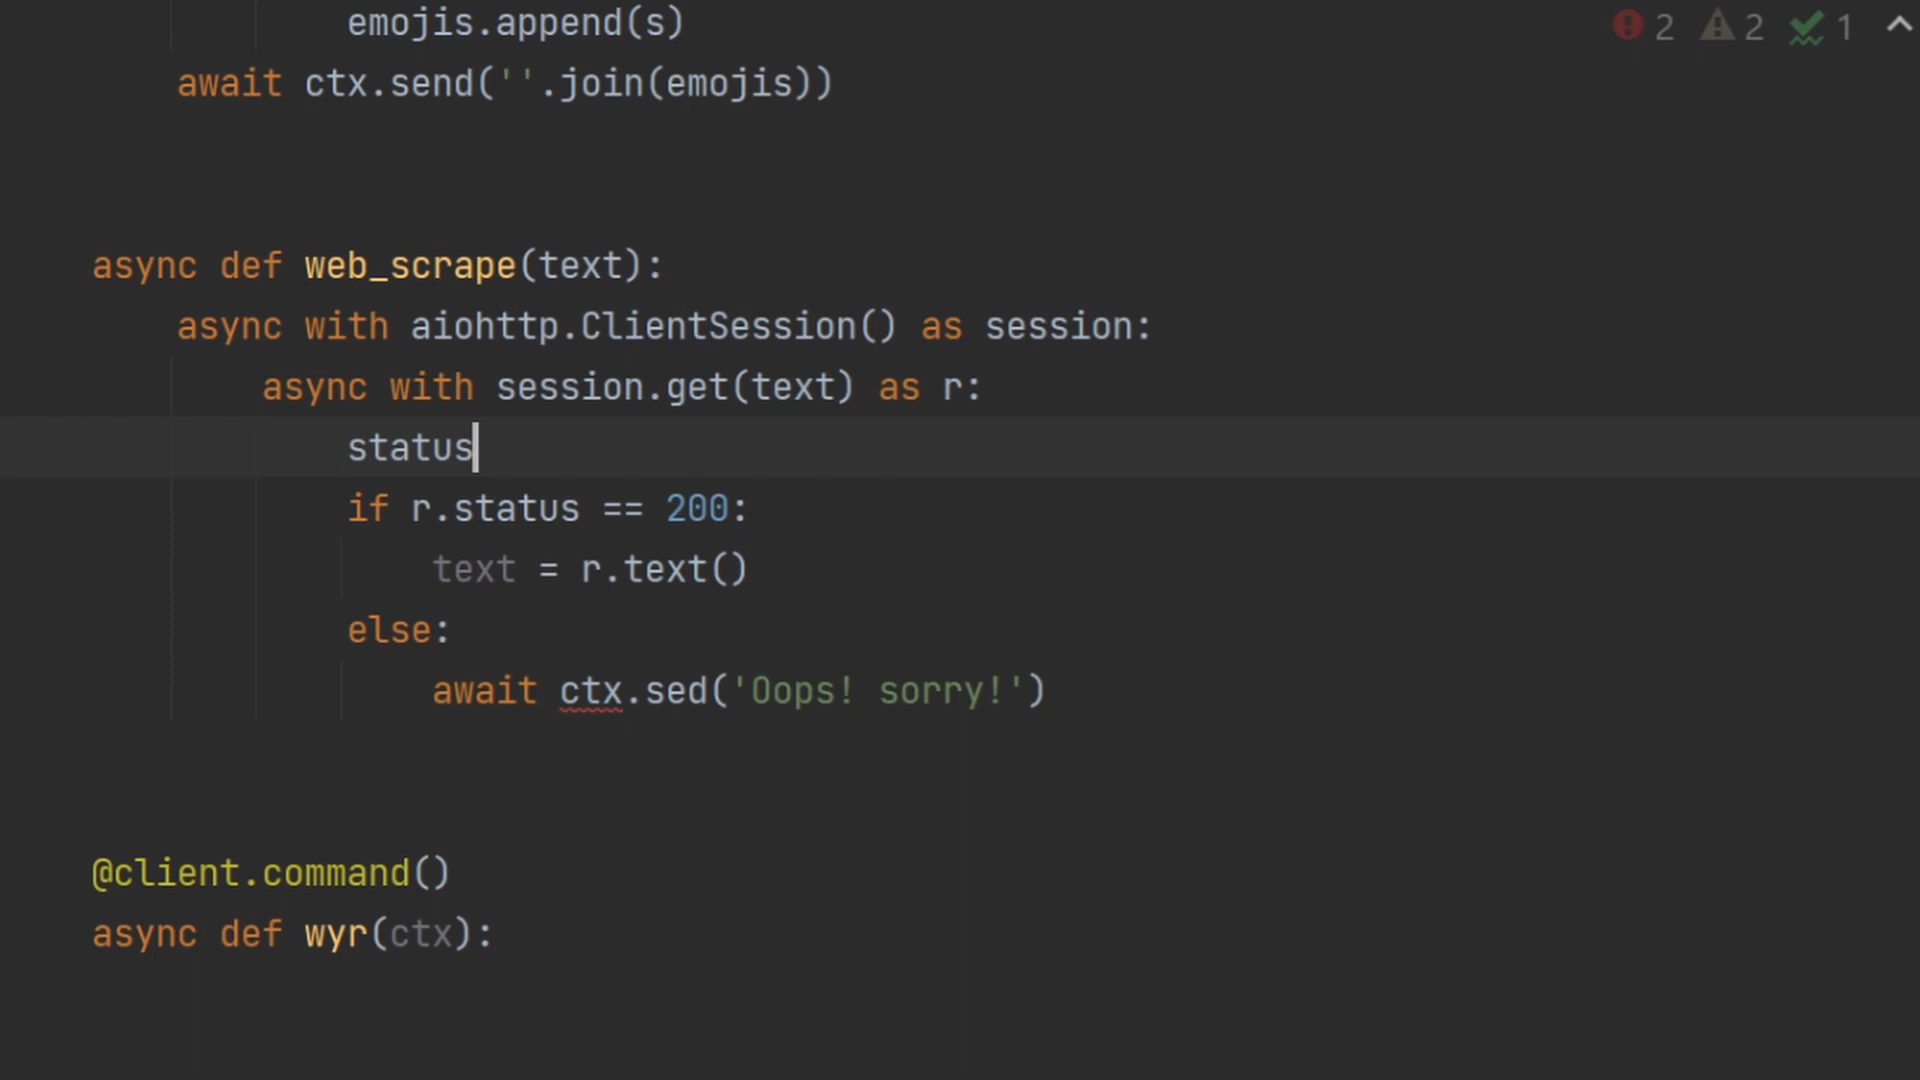 emojis.append(s)
2 2 1
await ctx.send(''.join(emojis))
async def web_scrape(text):
async with aiohttp.ClientSession() as session:
async with session.get(text) as r:
status
if r.status == 200:
text = r.text()
else:
await ctx.sed('Oops! sorry!')
@client.command()
async def wyr(ctx):